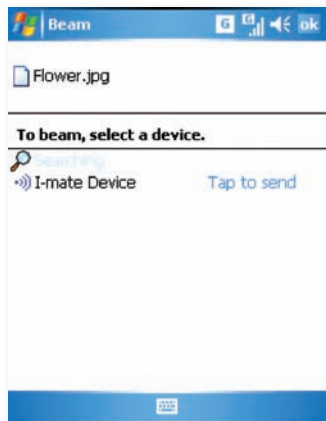 Beam G G ok
Flower.jpg
To beam, select a device.
Searching
I-mate Device Tap to send